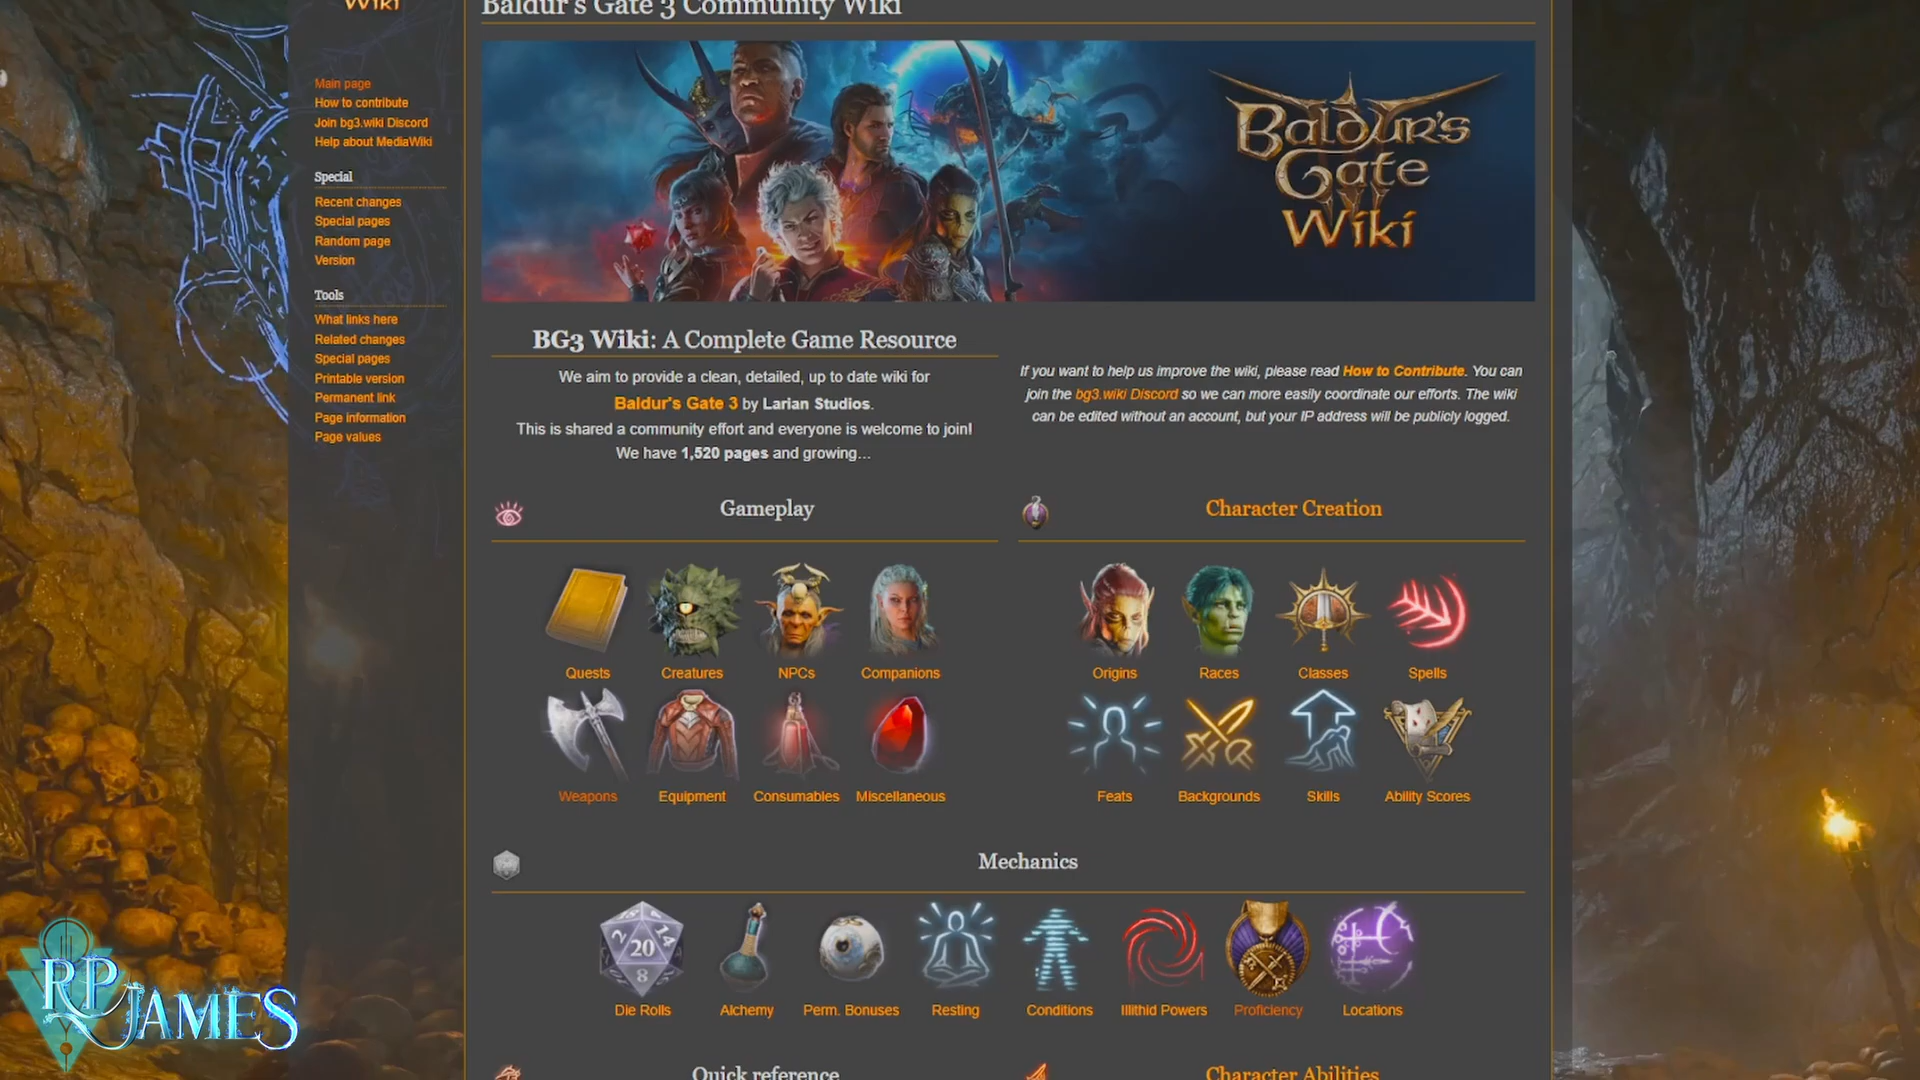 Wiki
Main page
How to contribute
Join bg3.wiki Discord
Help about MediaWiki
Special
Recent changes
Special pages
Random page
Version
Tools
What links here
Related changes
Special pages
Printable version
Permanent link
Page information
Page values
Baldur's Gate 3 Community Wiki
Baldur's
Gate
III
Wiki
BG3 Wiki: A Complete Game Resource
We aim to provide a clean, detailed, up to date wiki for
Baldur's Gate 3 by Larian Studios.
This is shared a community effort and everyone is welcome to join!
We have 1,520 pages and growing…
If you want to help us improve the wiki, please read How to Contribute. You can
join the bg3.wiki Discord so we can more easily coordinate our efforts. The wiki
can be edited without an account, but your IP address will be publicly logged.
Gameplay
Quests Creatures NPCs Companions
Weapons Equipment Consumables Miscellaneous
Character Creation
Origins Races Classes Spells
Feats Backgrounds Skills Ability Scores
Mechanics
20
2
14
8
Die Rolls Alchemy Perm. Bonuses Resting Conditions Illithid Powers Proficiency Locations
Quick reference
Character Abilities
RP JAMES